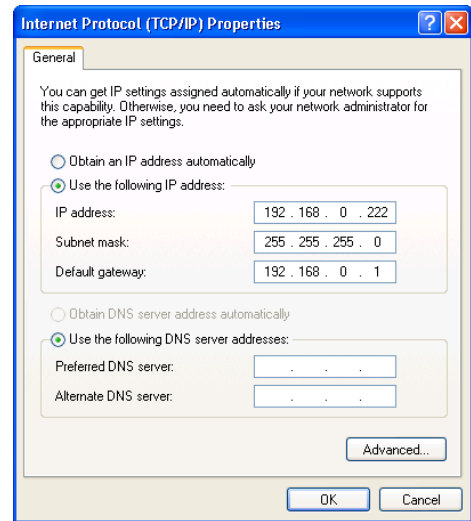 Internet Protocol (TCP/IP) Properties
General
You can get IP settings assigned automatically if your network supports
this capability. Otherwise, you need to ask your network administrator for
the appropriate IP settings.
Obtain an IP address automatically
Use the following IP address:
IP address: 192 . 168 . 0 . 222
Subnet mask: 255 . 255 . 255 . 0
Default gateway: 192 . 168 . 0 . 1
Obtain DNS server address automatically
Use the following DNS server addresses:
Preferred DNS server: . . .
Alternate DNS server: . . .
Advanced...
OK Cancel